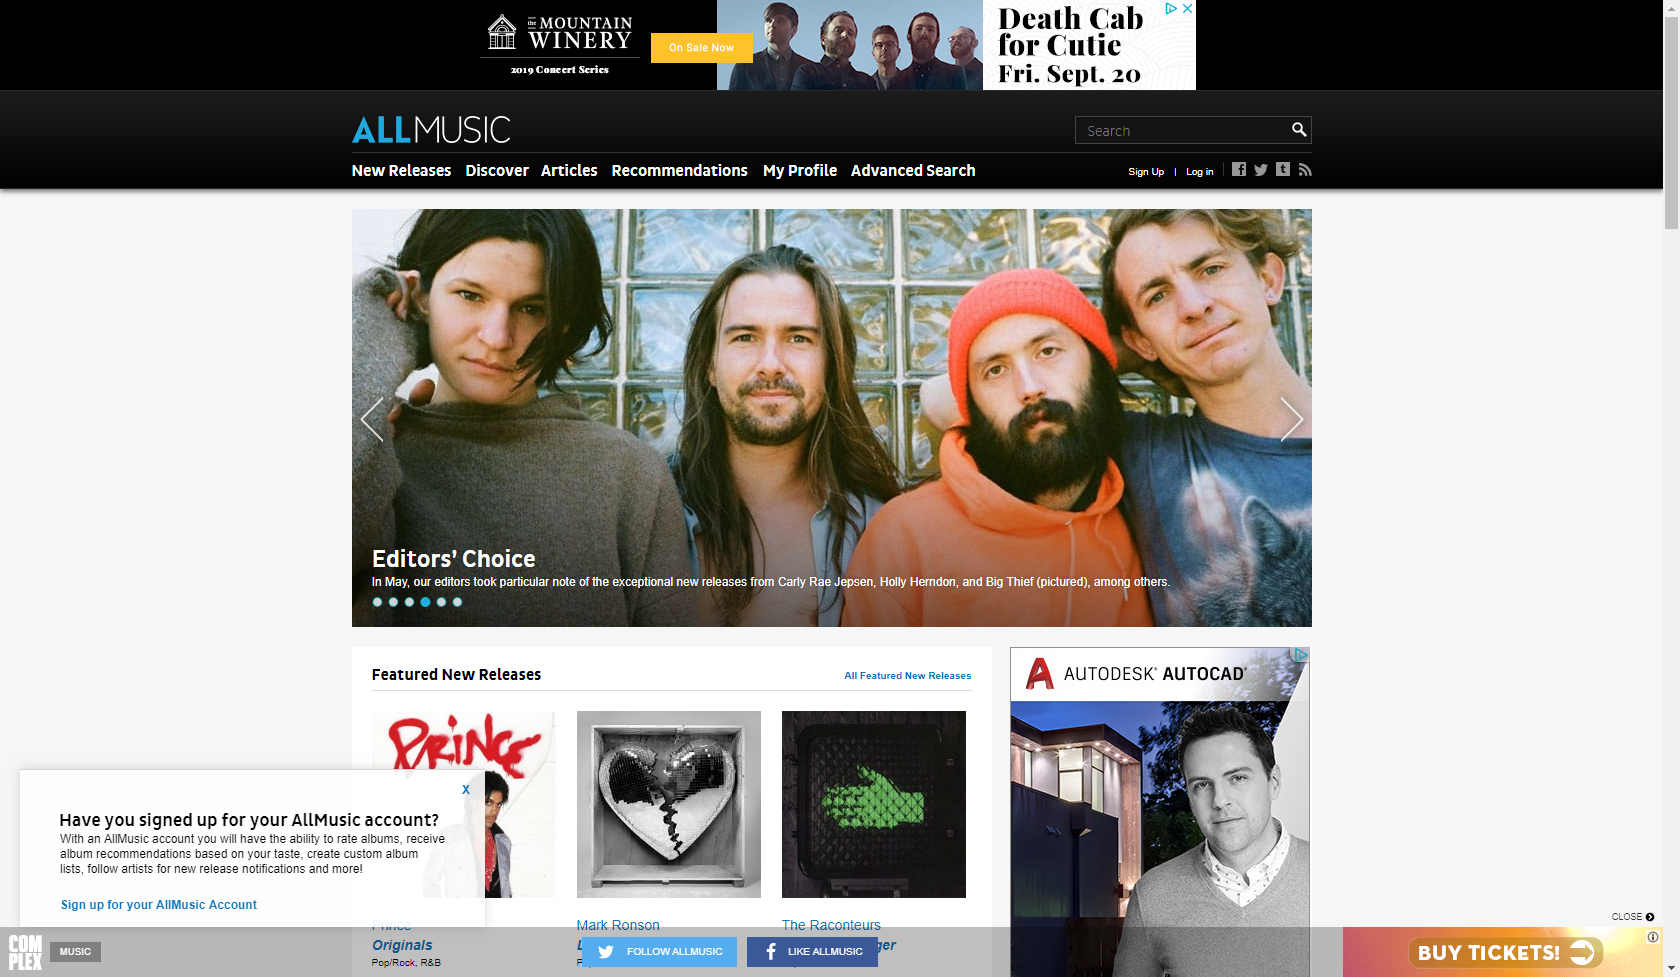 the MOUNTAIN
WINERY
2019 Concert Series
On Sale Now
Death Cab
for Cutie
Fri. Sept. 20
ALLMUSIC
Search
New Releases Discover Articles Recommendations My Profile Advanced Search
Sign Up | Log in
Editors’ Choice
In May, our editors took particular note of the exceptional new releases from Carly Rae Jepsen, Holly Herndon, and Big Thief (pictured), among others.
Featured New Releases
All Featured New Releases
AUTODESK® AUTOCAD®
PRINCE
X
Have you signed up for your AllMusic account?
With an AllMusic account you will have the ability to rate albums, receive
album recommendations based on your taste, create custom album
lists, follow artists for new release notifications and more!
Sign up for your AllMusic Account
Prince
Originals
Pop/Rock, R&B
Mark Ronson
The Raconteurs
CLOSE
COM
PLEX
MUSIC
FOLLOW ALLMUSIC
LIKE ALLMUSIC
BUY TICKETS!